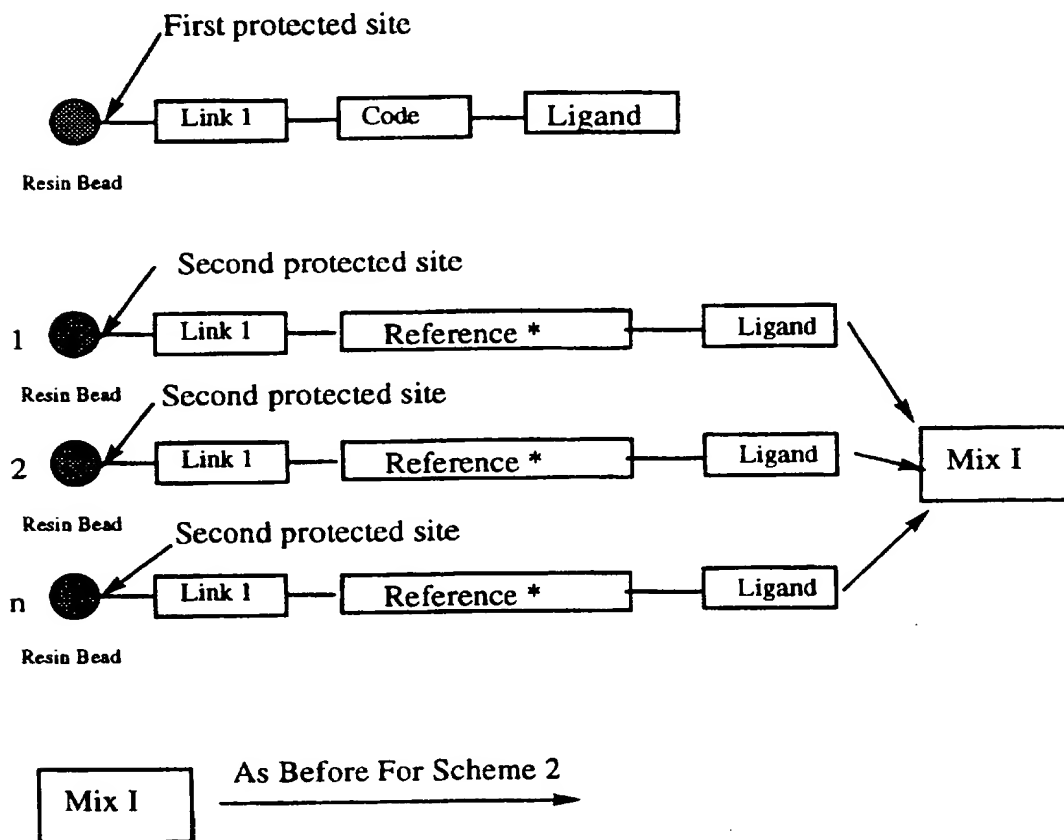 First protected site
Link 1 Code Ligand
Resin Bead
Second protected site
1 Link 1 Reference * Ligand
Resin Bead
Second protected site
2 Link 1 Reference * Ligand
Mix I
Resin Bead
Second protected site
n Link 1 Reference * Ligand
Resin Bead
As Before For Scheme 2
Mix I